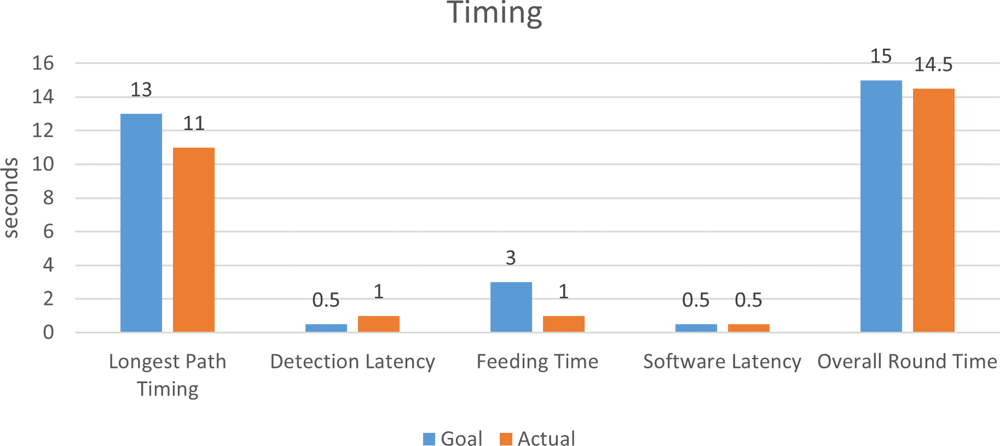 Timing
seconds
16
14
12
10
8
6
4
2
0
13
11
0.5
1
3
1
0.5
0.5
15
14.5
Longest Path
Timing
Detection Latency
Feeding Time
Software Latency
Overall Round Time
Goal
Actual